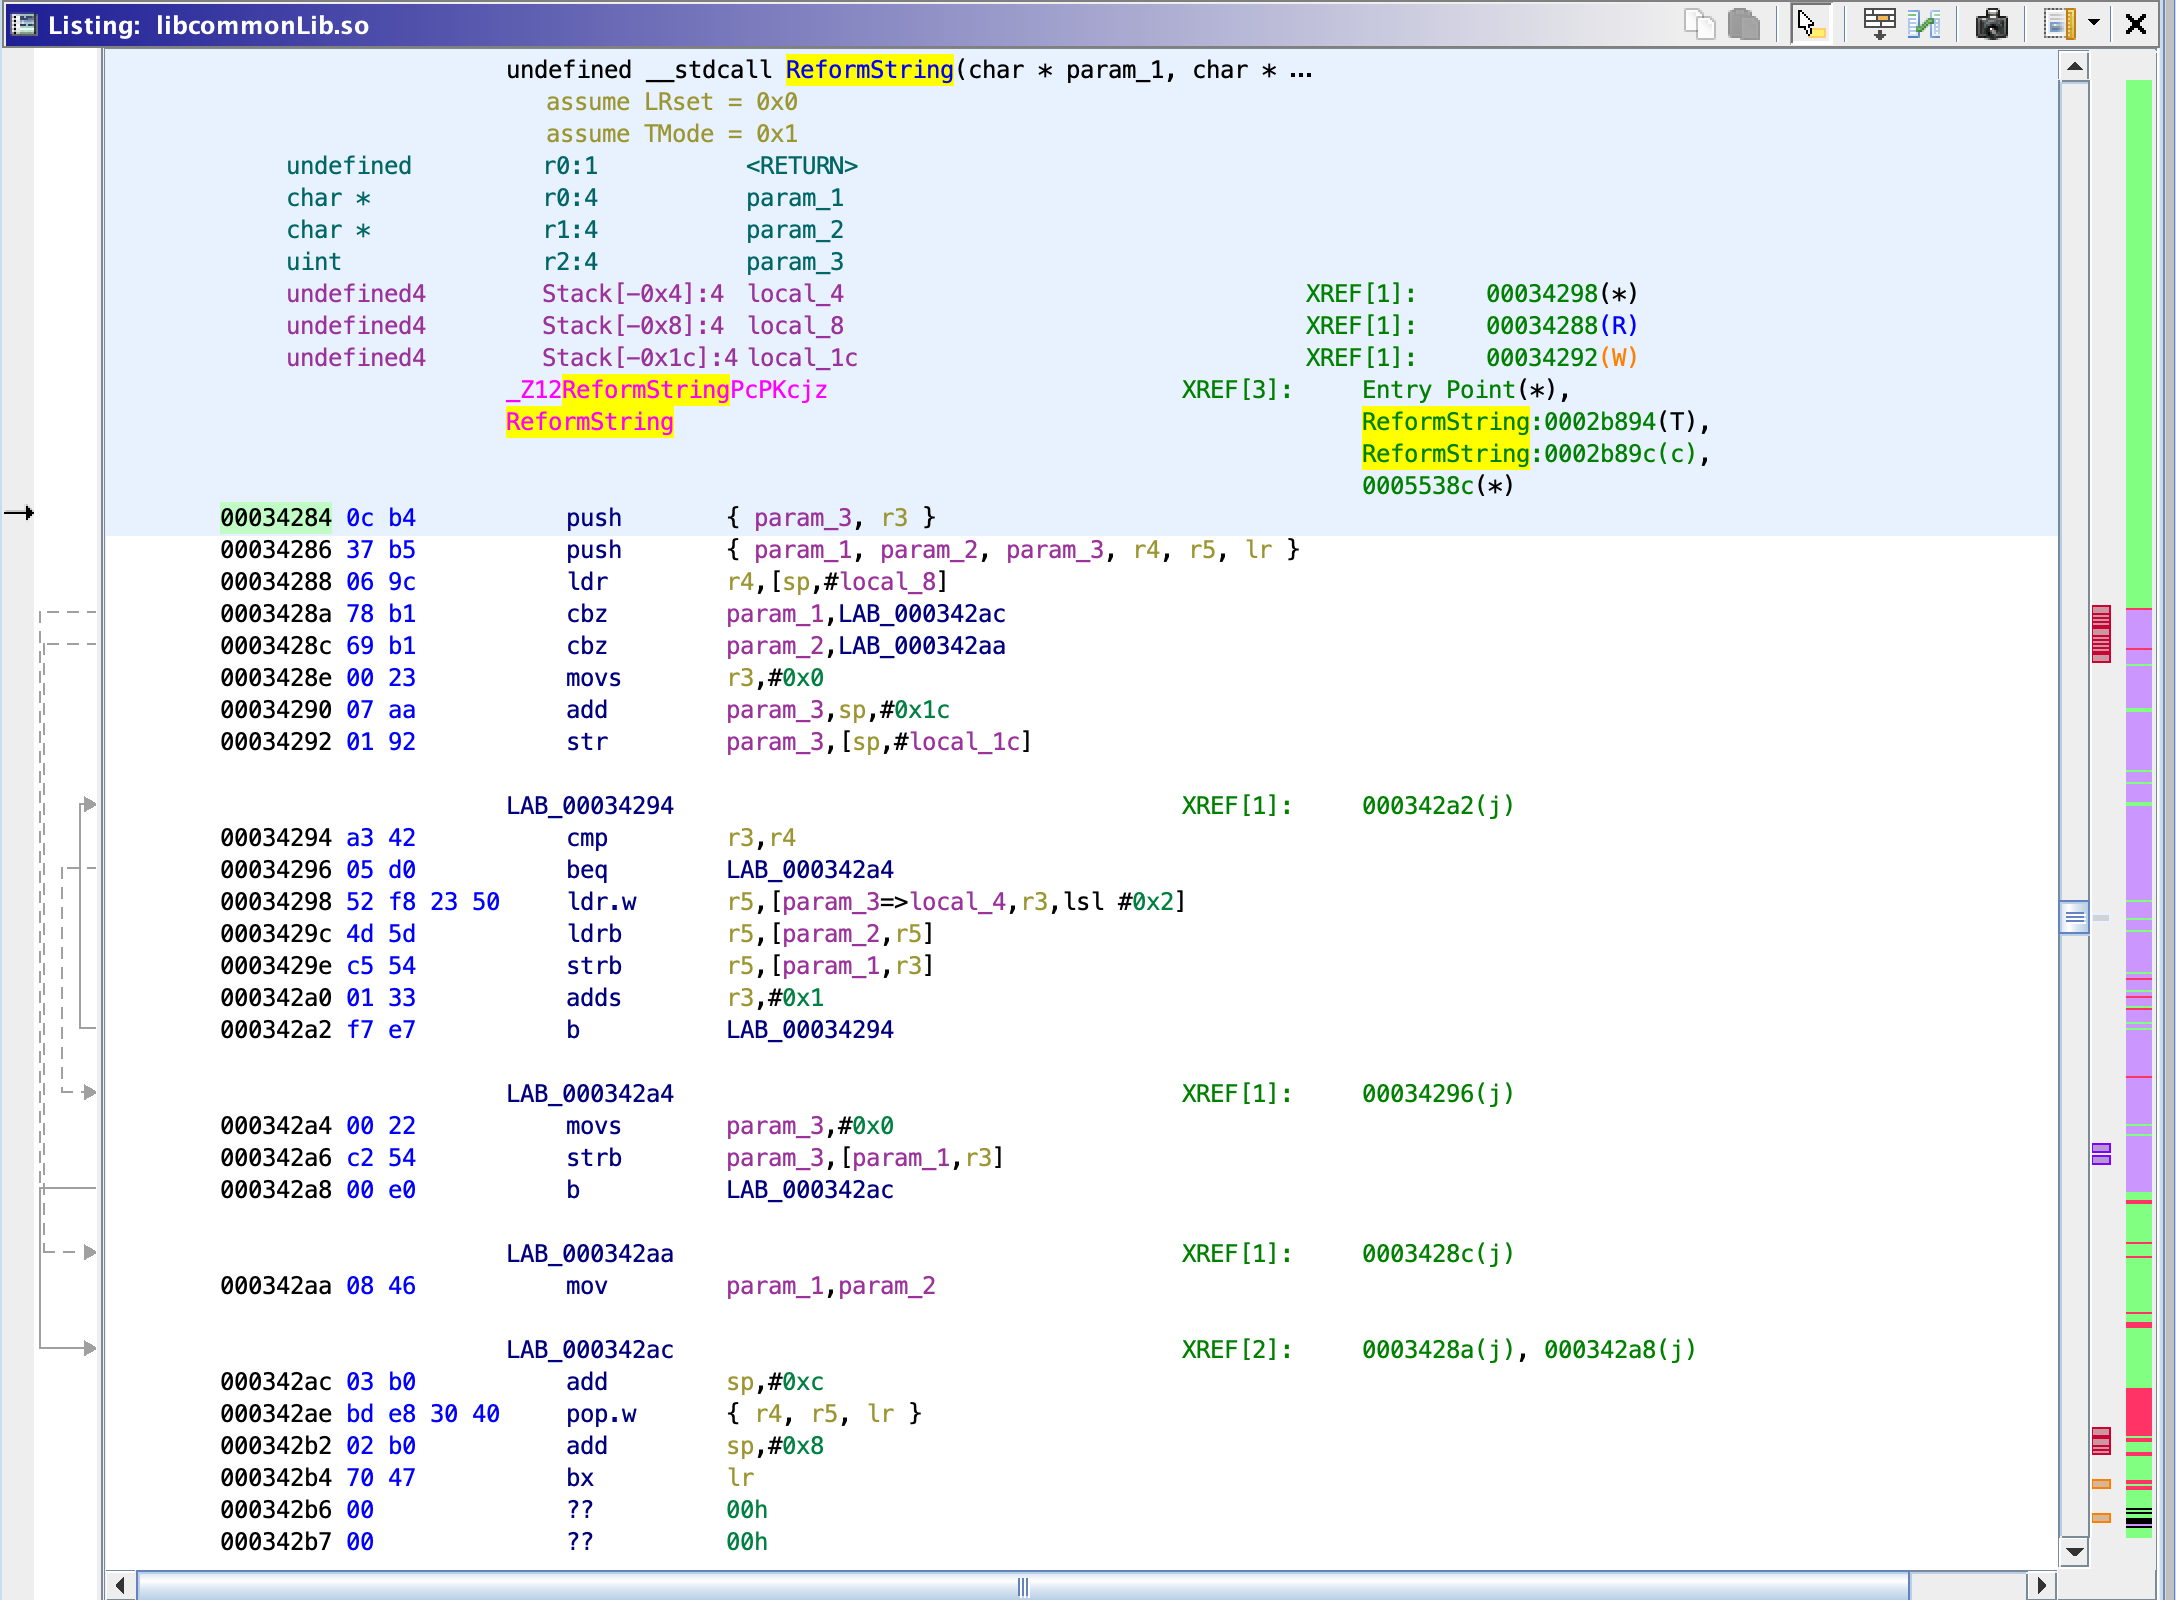 Listing: libcommonLib.so
undefined __stdcall ReformString(char * param_1, char * ...
assume LRset = 0x0
assume TMode = 0x1
undefined r0:1 <RETURN>
char * r0:4 param_1
char * r1:4 param_2
uint r2:4 param_3
undefined4 Stack[-0x4]:4 local_4 XREF[1]: 00034298(*)
undefined4 Stack[-0x8]:4 local_8 XREF[1]: 00034288(R)
undefined4 Stack[-0x1c]:4 local_1c XREF[1]: 00034292(W)
_Z12ReformStringPcPKcjz XREF[3]: Entry Point(*),
ReformString ReformString:0002b894(T),
ReformString:0002b89c(c),
0005538c(*)
00034284 0c b4 push { param_3, r3 }
00034286 37 b5 push { param_1, param_2, param_3, r4, r5, lr }
00034288 06 9c ldr r4,[sp,#local_8]
0003428a 78 b1 cbz param_1,LAB_000342ac
0003428c 69 b1 cbz param_2,LAB_000342aa
0003428e 00 23 movs r3,#0x0
00034290 07 aa add param_3,sp,#0x1c
00034292 01 92 str param_3,[sp,#local_1c]
LAB_00034294 XREF[1]: 000342a2(j)
00034294 a3 42 cmp r3,r4
00034296 05 d0 beq LAB_000342a4
00034298 52 f8 23 50 ldr.w r5,[param_3=>local_4,r3,lsl #0x2]
0003429c 4d 5d ldrb r5,[param_2,r5]
0003429e c5 54 strb r5,[param_1,r3]
000342a0 01 33 adds r3,#0x1
000342a2 f7 e7 b LAB_00034294
LAB_000342a4 XREF[1]: 00034296(j)
000342a4 00 22 movs param_3,#0x0
000342a6 c2 54 strb param_3,[param_1,r3]
000342a8 00 e0 b LAB_000342ac
LAB_000342aa XREF[1]: 0003428c(j)
000342aa 08 46 mov param_1,param_2
LAB_000342ac XREF[2]: 0003428a(j), 000342a8(j)
000342ac 03 b0 add sp,#0xc
000342ae bd e8 30 40 pop.w { r4, r5, lr }
000342b2 02 b0 add sp,#0x8
000342b4 70 47 bx lr
000342b6 00 ?? 00h
000342b7 00 ?? 00h